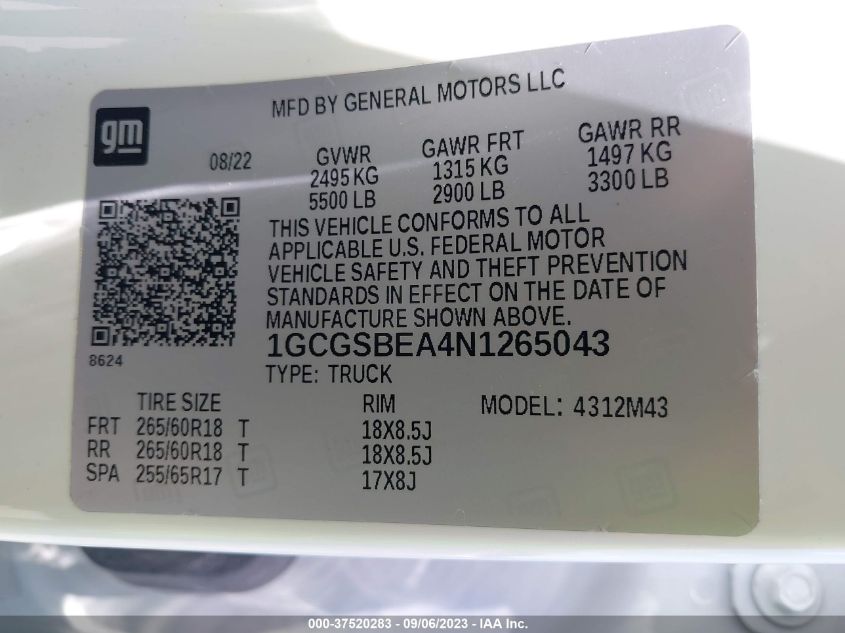 MFD BY GENERAL MOTORS LLC
gm
08/22 GVWR GAWR FRT GAWR RR
2495 KG 1315 KG 1497 KG
5500 LB 2900 LB 3300 LB
THIS VEHICLE CONFORMS TO ALL
APPLICABLE U.S. FEDERAL MOTOR
VEHICLE SAFETY AND THEFT PREVENTION
STANDARDS IN EFFECT ON THE DATE OF
MANUFACTURE SHOWN ABOVE.
8624
1GCGSBEA4N1265043
TYPE: TRUCK
TIRE SIZE RIM MODEL: 4312M43
FRT 265/60R18 T 18X8.5J
RR 265/60R18 T 18X8.5J
SPA 255/65R17 T 17X8J
000-37520283 - 09/06/2023 - IAA Inc.